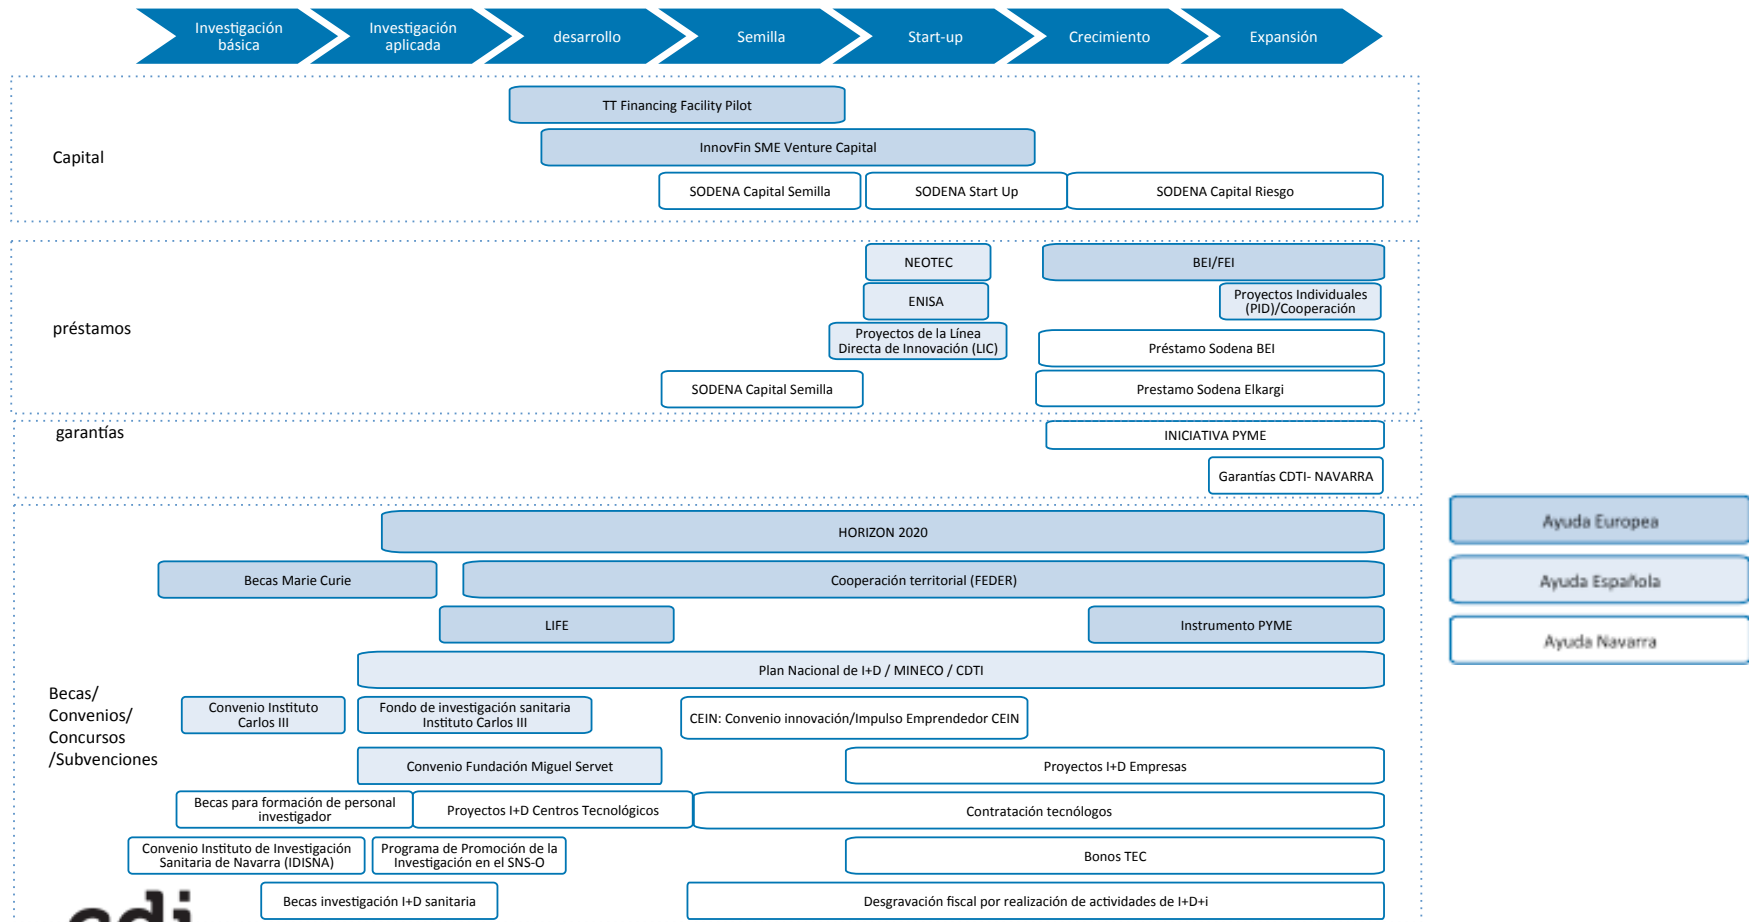 Investigación
básica
Investigación
aplicada
desarrollo
Semilla
Start-up
Crecimiento
Expansión
Capital
TT Financing Facility Pilot
InnovFin SME Venture Capital
SODENA Capital Semilla
SODENA Start Up
SODENA Capital Riesgo
préstamos
NEOTEC
BEI/FEI
ENISA
Proyectos Individuales
(PID)/Cooperación
Proyectos de la Línea
Directa de Innovación (LIC)
Préstamo Sodena BEI
SODENA Capital Semilla
Prestamo Sodena Elkargi
garantías
INICIATIVA PYME
Garantías CDTI- NAVARRA
Becas/
Convenios/
Concursos
/Subvenciones
HORIZON 2020
Becas Marie Curie
Cooperación territorial (FEDER)
LIFE
Instrumento PYME
Plan Nacional de I+D / MINECO / CDTI
Convenio Instituto
Carlos III
Fondo de investigación sanitaria
Instituto Carlos III
CEIN: Convenio innovación/Impulso Emprendedor CEIN
Convenio Fundación Miguel Servet
Proyectos I+D Empresas
Becas para formación de personal
investigador
Proyectos I+D Centros Tecnológicos
Contratación tecnólogos
Convenio Instituto de Investigación
Sanitaria de Navarra (IDISNA)
Programa de Promoción de la
Investigación en el SNS-O
Bonos TEC
Becas investigación I+D sanitaria
Desgravación fiscal por realización de actividades de I+D+i
Ayuda Europea
Ayuda Española
Ayuda Navarra
cdi